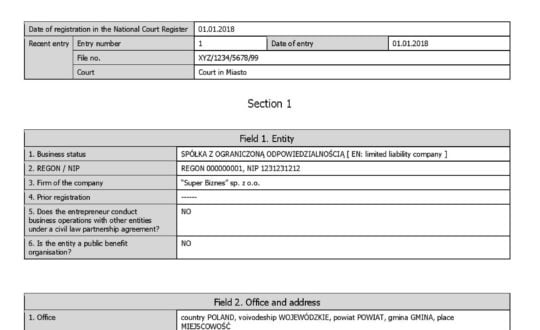 Date of registration in the National Court Register 01.01.2018
Recent entry Entry number 1 Date of entry 01.01.2018
File no. XYZ/1234/5678/99
Court Court in Miasto
Section 1
Field 1. Entity
1. Business status SPÓŁKA Z OGRANICZONĄ ODPOWIEDZIALNOŚCIĄ [ EN: limited liability company ]
2. REGON / NIP REGON 000000001, NIP 1231231212
3. Firm of the company "Super Biznes" sp. z o.o.
4. Prior registration ------
5. Does the entrepreneur conduct NO
business operations with other entities
under a civil law partnership agreement?
6. Is the entity a public benefit NO
organisation?
Field 2. Office and address
1. Office country POLAND, voivodeship WOJEWÓDZKIE, powiat POWIAT, gmina GMINA, place
MIEJSCOWOŚĆ